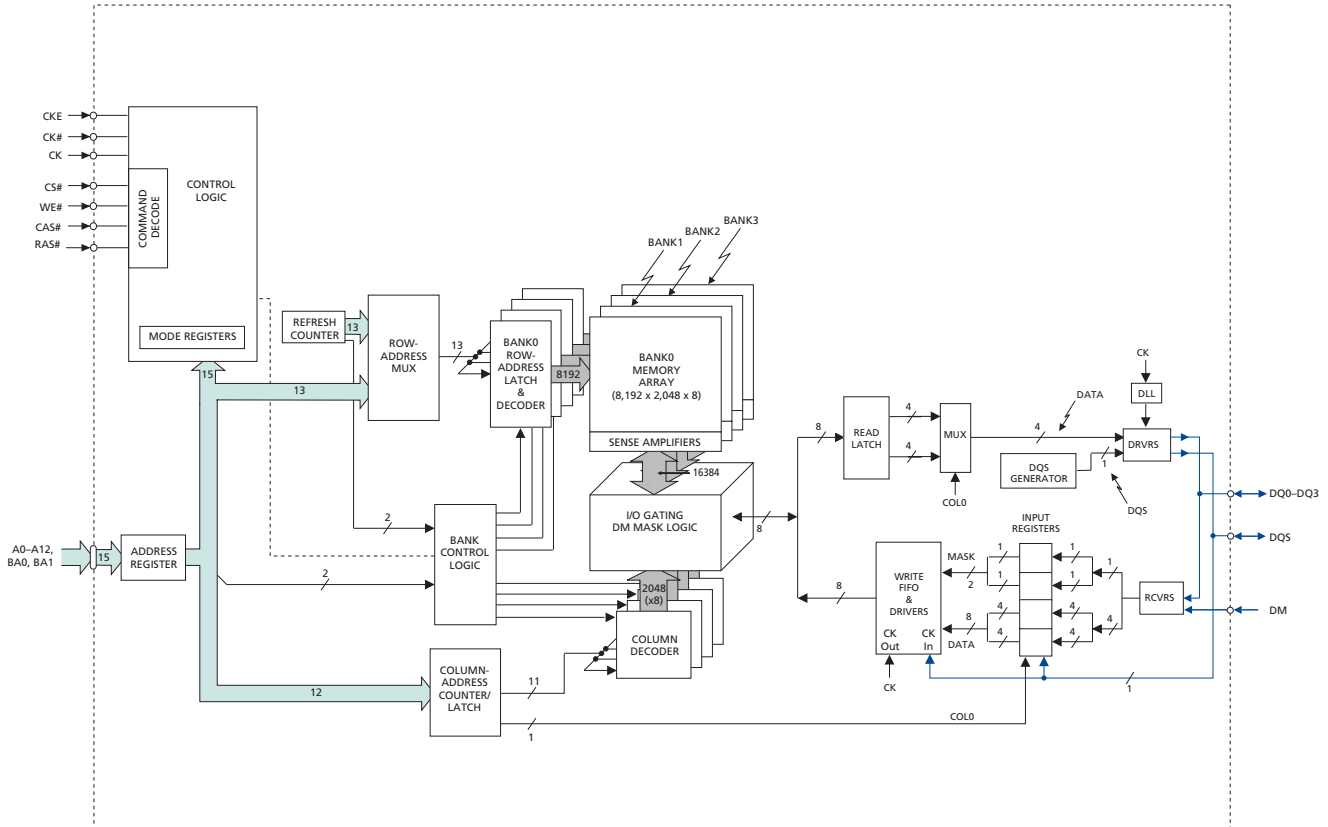 CKE
CK#
CK
CS#
WE#
CAS#
RAS#
COMMAND
DECODE
CONTROL
LOGIC
MODE REGISTERS
15
REFRESH
COUNTER
13
13
ROW-
ADDRESS
MUX
13
BANK0
ROW-
ADDRESS
LATCH
&
DECODER
8192
BANK1
BANK2
BANK3
BANK0
MEMORY
ARRAY
(8,192 x 2,048 x 8)
SENSE AMPLIFIERS
16384
I/O GATING
DM MASK LOGIC
8
A0–A12,
BA0, BA1
15
ADDRESS
REGISTER
2
2
BANK
CONTROL
LOGIC
2048
(x8)
COLUMN
DECODER
12
COLUMN-
ADDRESS
COUNTER/
LATCH
11
1
COL0
8
READ
LATCH
4
4
MUX
COL0
4
DATA
CK
DLL
DRVRS
DQS
GENERATOR
1
DQS
DQ0–DQ3
DQS
DM
8
WRITE
FIFO
&
DRIVERS
CK
Out
CK
In
CK
MASK
2
8
DATA
INPUT
REGISTERS
1
1
4
4
1
1
4
4
1
4
RCVRS
1